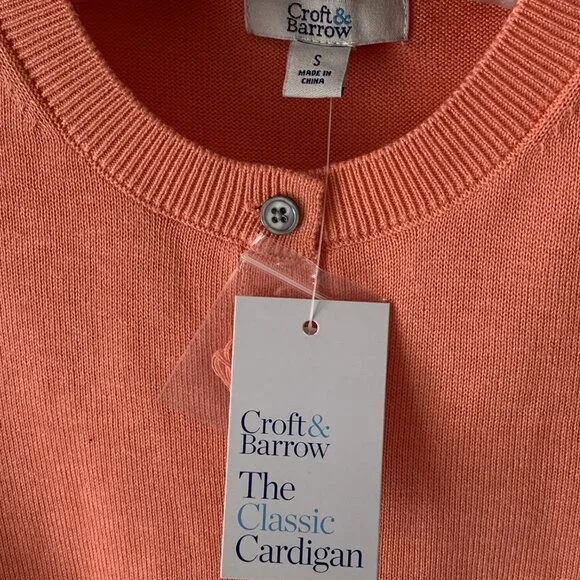 Croft&
Barrow
S
MADE IN
CHINA
Croft&
Barrow
The
Classic
Cardigan